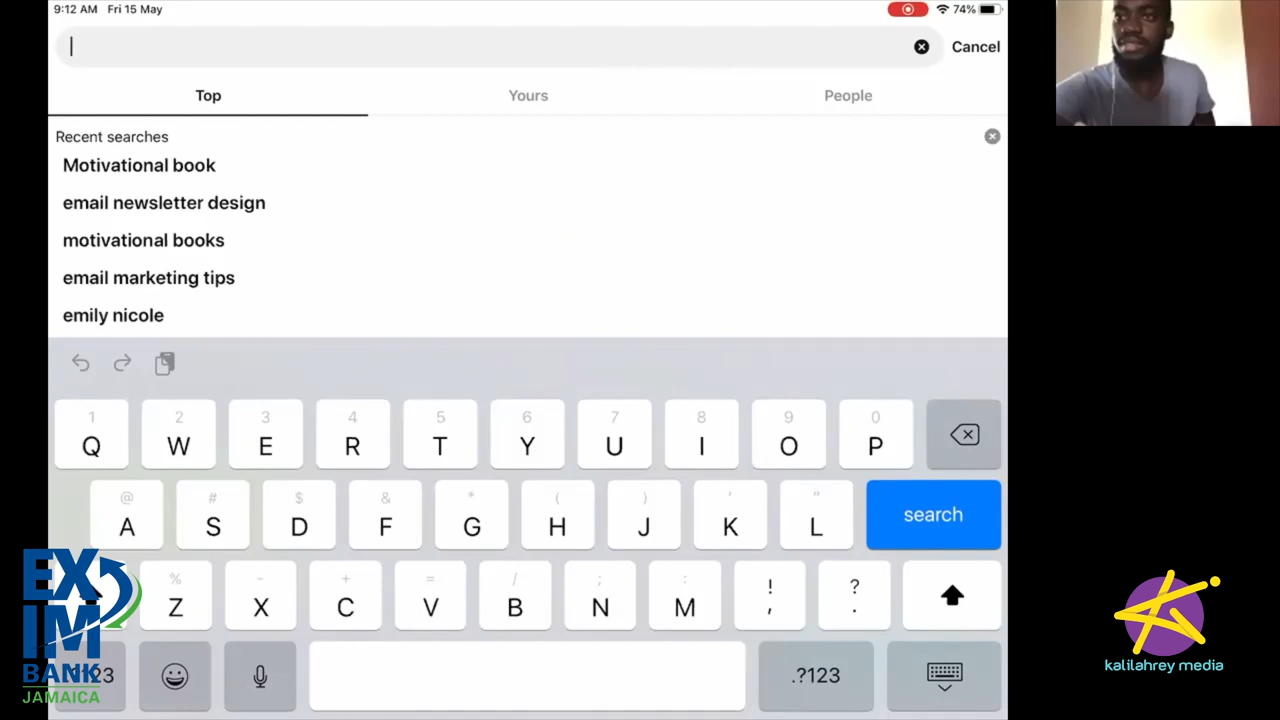 9:12 AM Fri 15 May
74%
Cancel
Top
Yours
People
Recent searches
Motivational book
email newsletter design
motivational books
email marketing tips
emily nicole
1 2 3 4 5 6 7 8 9 0
Q W E R T Y U I O P
@ # $ & * ( ) ' "
A S D F G H J K L
search
% - + = / ; : ! ?
Z X C V B N M , .
.?123
EXIM
BANK
JAMAICA
kalilahrey media